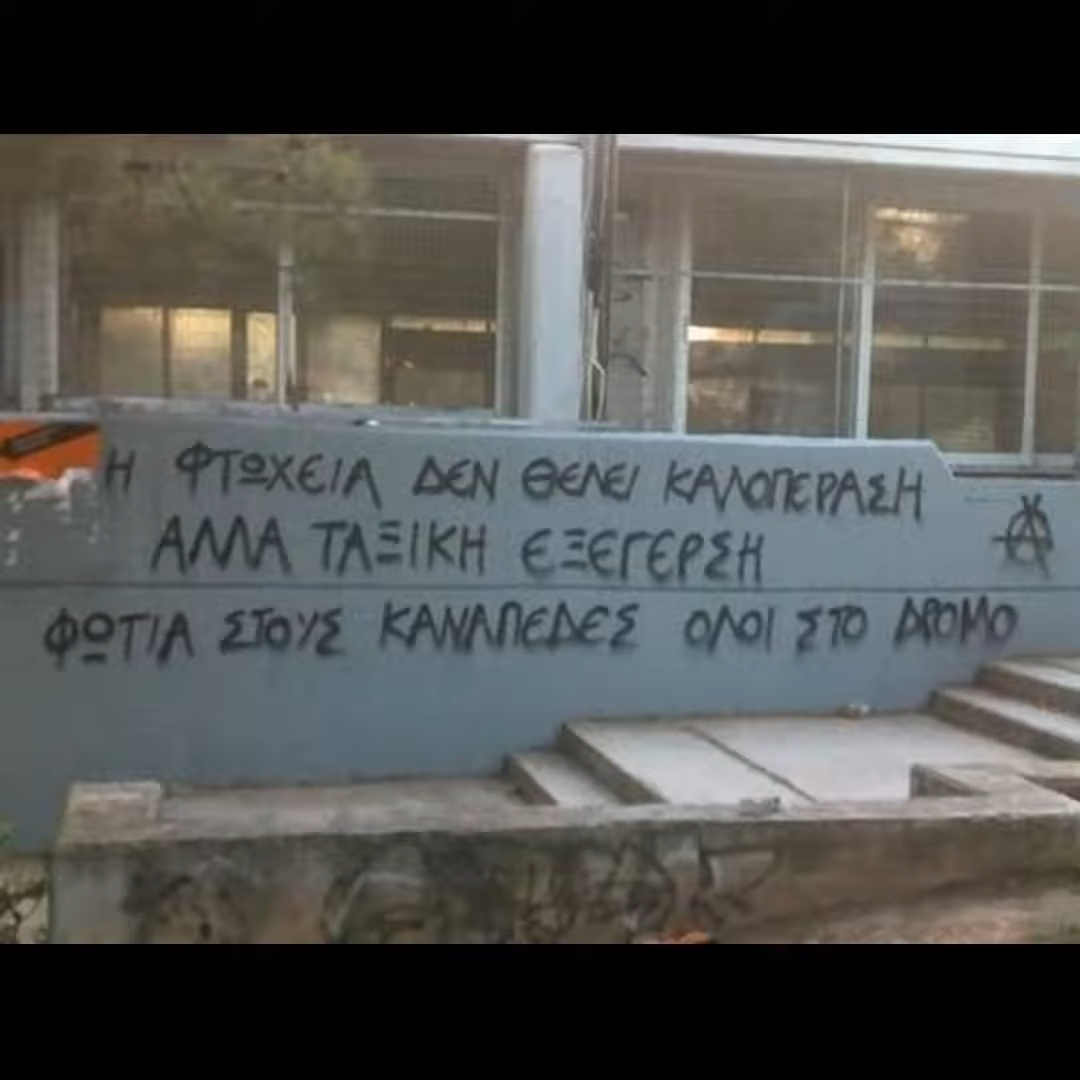 Η ΦΤΩΧΕΙΑ ΔΕΝ ΘΕΛΕΙ ΚΑΛΟΠΕΡΑΣΗ
ΑΛΛΑ ΤΑΞΙΚΗ ΕΞΕΓΕΡΣΗ
ΦΩΤΙΑ ΣΤΟΥΣ ΚΑΝΑΠΕΔΕΣ ΟΛΟΙ ΣΤΟ ΔΡΟΜΟ